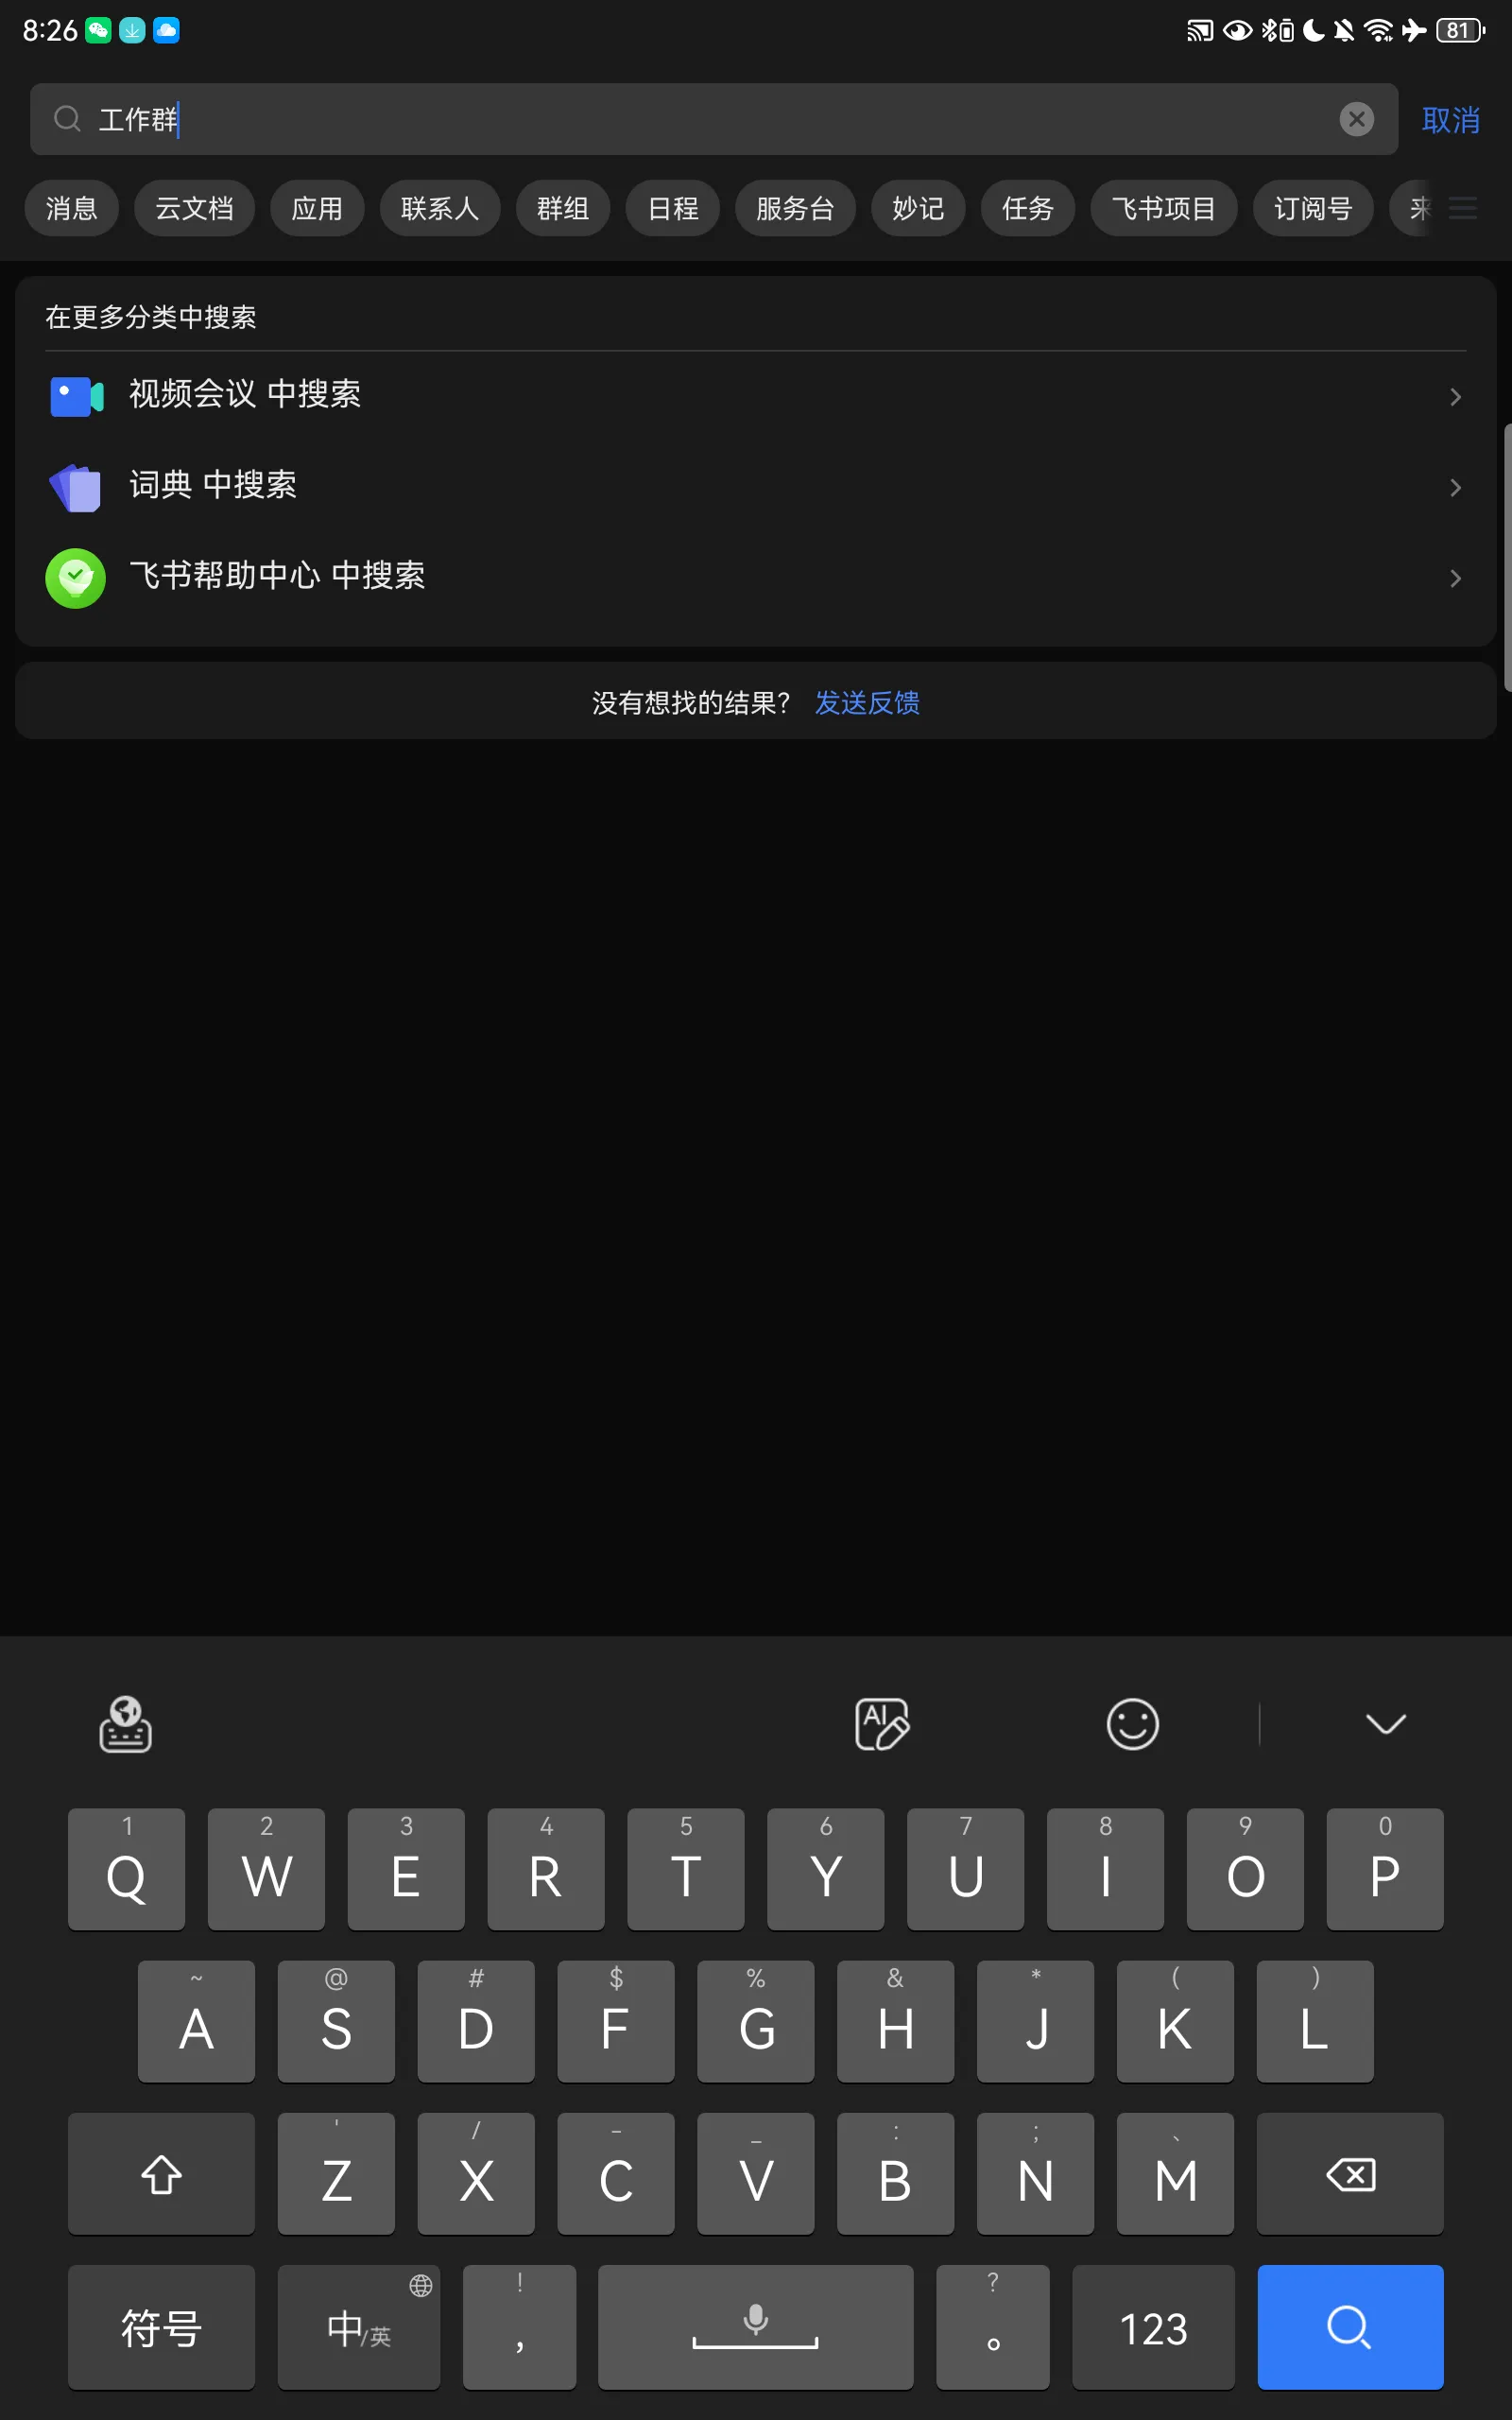 8:26 81
工作群 取消
消息 云文档 应用 联系人 群组 日程 服务台 妙记 任务 飞书项目 订阅号 来
在更多分类中搜索
视频会议 中搜索
词典 中搜索
飞书帮助中心 中搜索
没有想找的结果? 发送反馈
AI
1 2 3 4 5 6 7 8 9 0
Q W E R T Y U I O P
~ @ # $ % & * ( )
A S D F G H J K L
' / - _ : ; 、
Z X C V B N M
! ?
符号 中/英 , 。 123